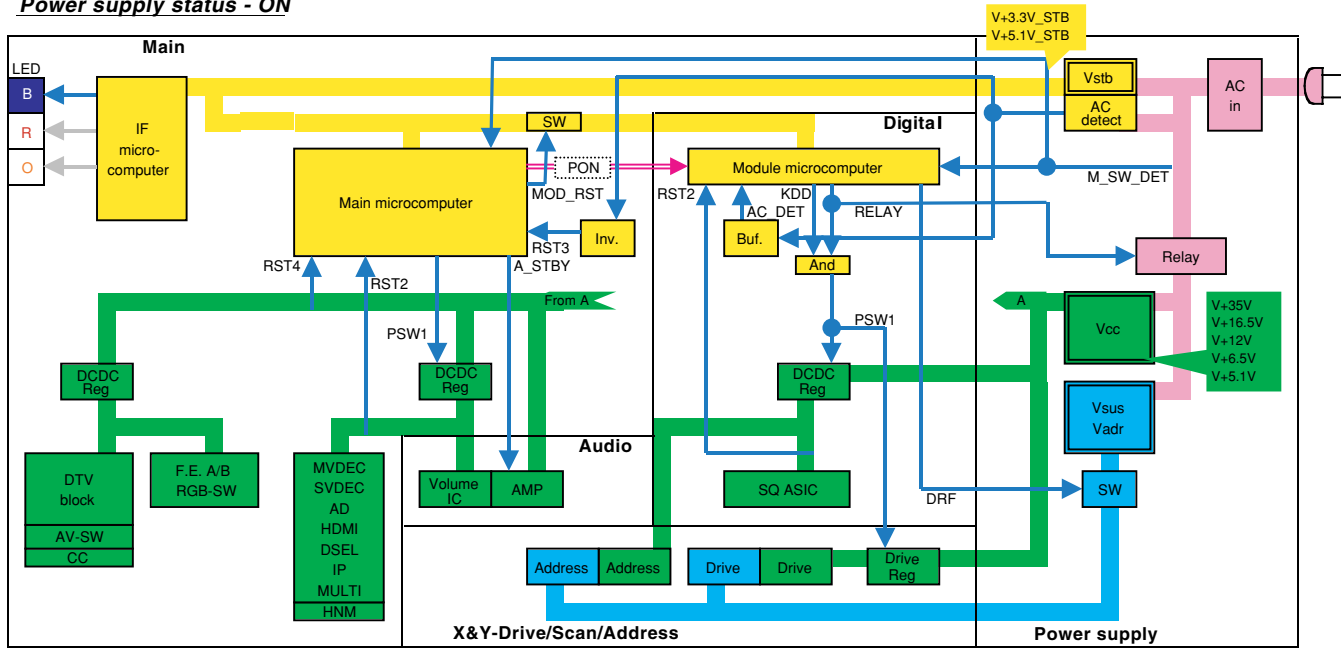 Power supply status - ON
V+3.3V_STB
V+5.1V_STB
Main
LED
B
R
O
IF
micro-
computer
SW
Digital
Vstb
AC
detect
AC
in
Main microcomputer
PON
MOD_RST
Module microcomputer
M_SW_DET
RST2
KDD
AC_DET
RELAY
RST3
Inv.
Buf.
And
Relay
RST4
RST2
A_STBY
From A
A
Vcc
V+35V
V+16.5V
V+12V
V+6.5V
V+5.1V
PSW1
PSW1
DCDC
Reg
DCDC
Reg
DCDC
Reg
Vsus
Vadr
Audio
DTV
block
AV-SW
CC
F.E. A/B
RGB-SW
MVDEC
SVDEC
AD
HDMI
DSEL
IP
MULTI
HNM
Volume
IC
AMP
SQ ASIC
DRF
SW
Address
Address
Drive
Drive
Drive
Reg
X&Y-Drive/Scan/Address
Power supply